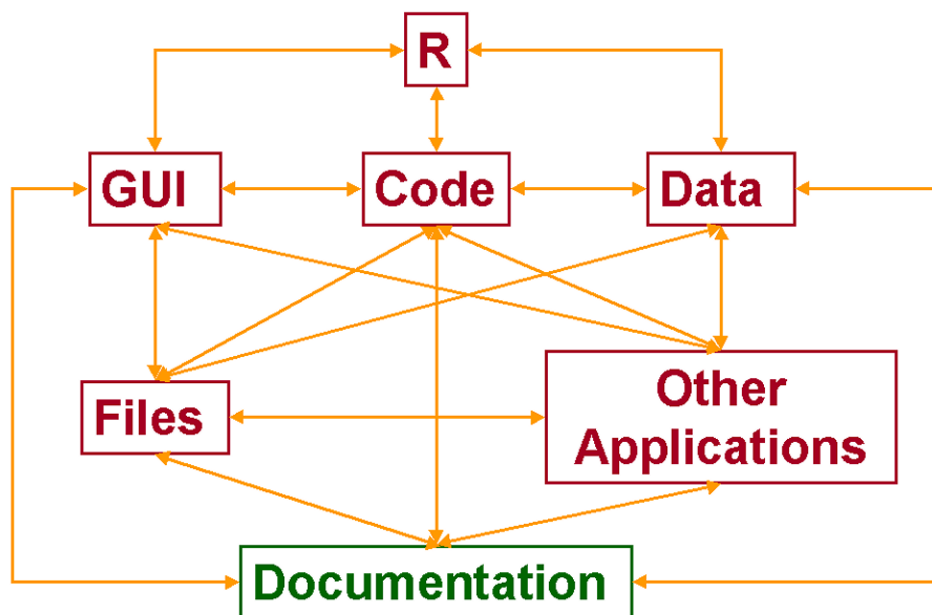 R
GUI
Code
Data
Files
Other
Applications
Documentation